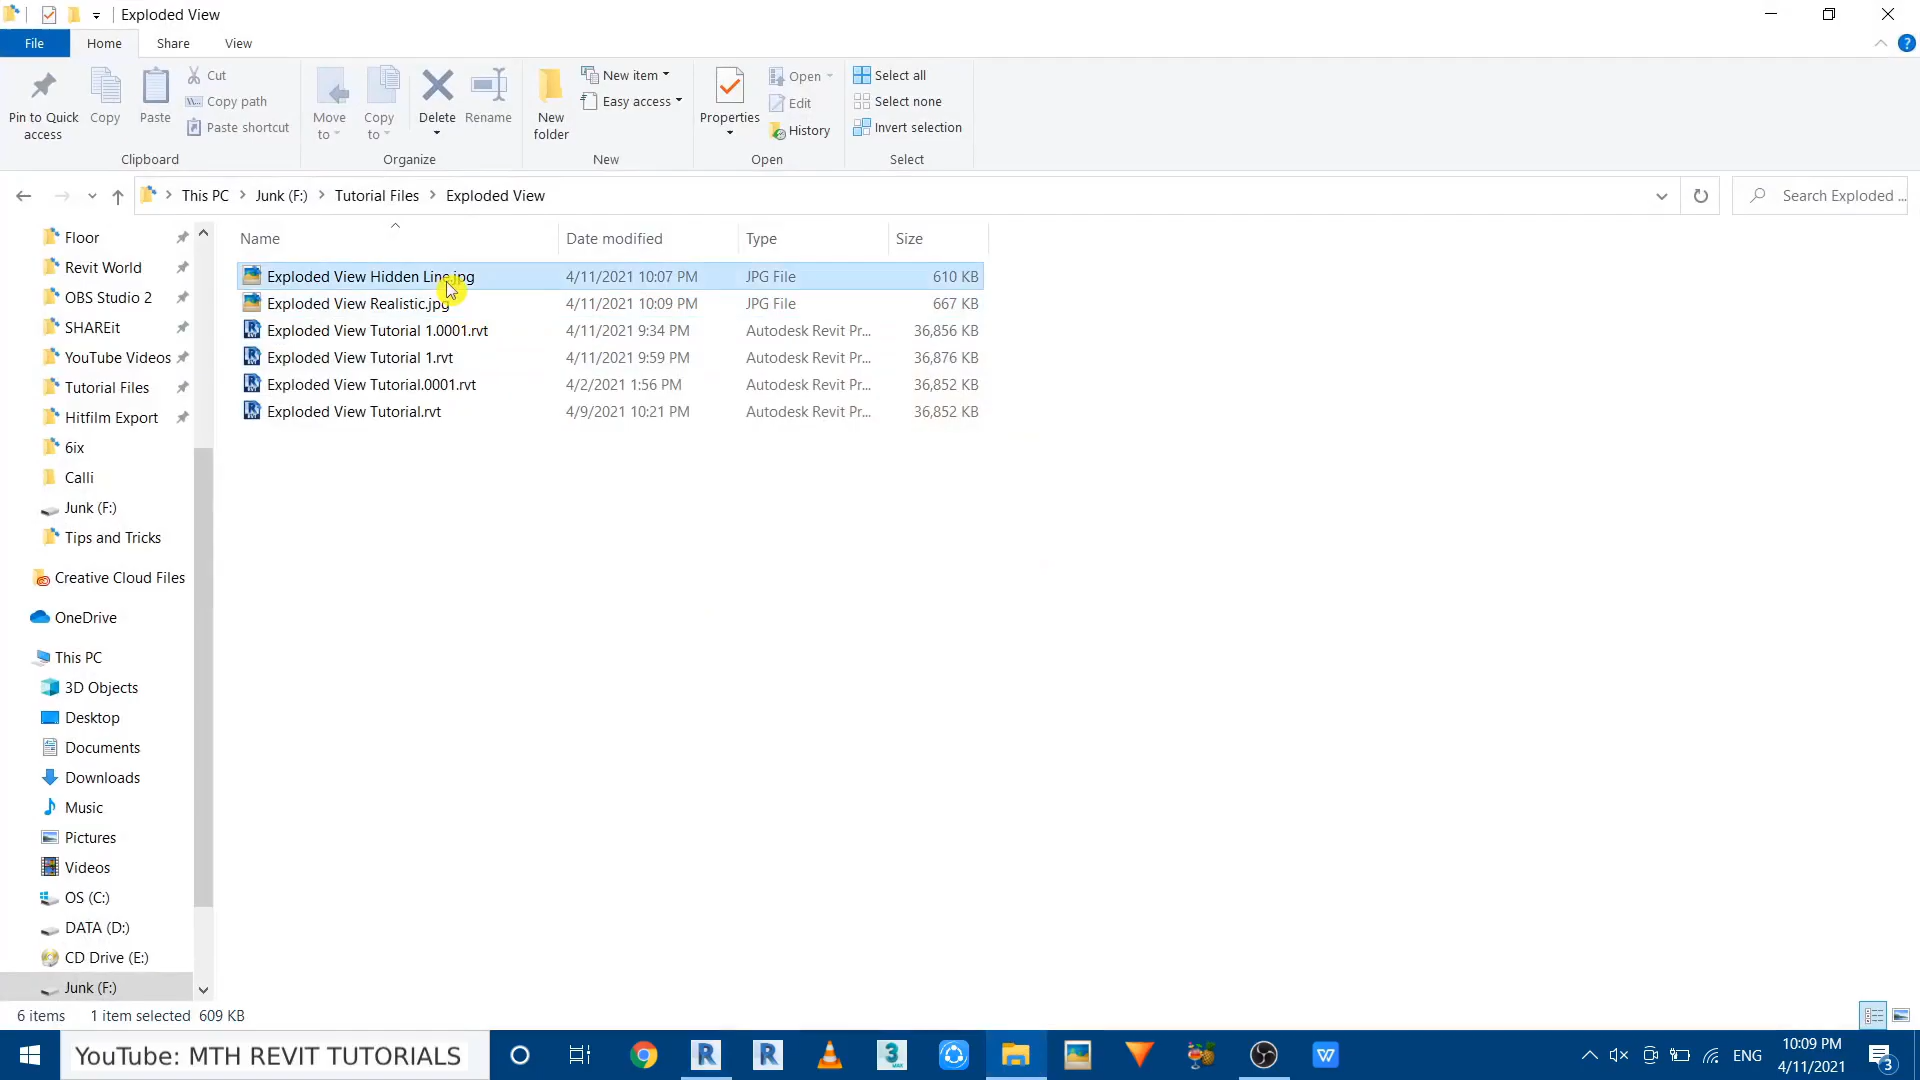 Exploded View
File Home Share View
Pin to Quick access
Copy
Paste
Cut
Copy path
Paste shortcut
Clipboard
Move to
Copy to
Delete
Rename
Organize
New folder
New item
Easy access
New
Properties
Open
Edit
History
Open
Select all
Select none
Invert selection
Select
This PC Junk (F:) Tutorial Files Exploded View
Search Exploded ...
Name Date modified Type Size
Exploded View Hidden Line.jpg 4/11/2021 10:07 PM JPG File 610 KB
Exploded View Realistic.jpg 4/11/2021 10:09 PM JPG File 667 KB
Exploded View Tutorial 1.0001.rvt 4/11/2021 9:34 PM Autodesk Revit Pr... 36,856 KB
Exploded View Tutorial 1.rvt 4/11/2021 9:59 PM Autodesk Revit Pr... 36,876 KB
Exploded View Tutorial.0001.rvt 4/2/2021 1:56 PM Autodesk Revit Pr... 36,852 KB
Exploded View Tutorial.rvt 4/9/2021 10:21 PM Autodesk Revit Pr... 36,852 KB
Floor
Revit World
OBS Studio 2
SHAREit
YouTube Videos
Tutorial Files
Hitfilm Export
6ix
Calli
Junk (F:)
Tips and Tricks
Creative Cloud Files
OneDrive
This PC
3D Objects
Desktop
Documents
Downloads
Music
Pictures
Videos
OS (C:)
DATA (D:)
CD Drive (E:)
Junk (F:)
6 items 1 item selected 609 KB
YouTube: MTH REVIT TUTORIALS
ENG
10:09 PM
4/11/2021
3